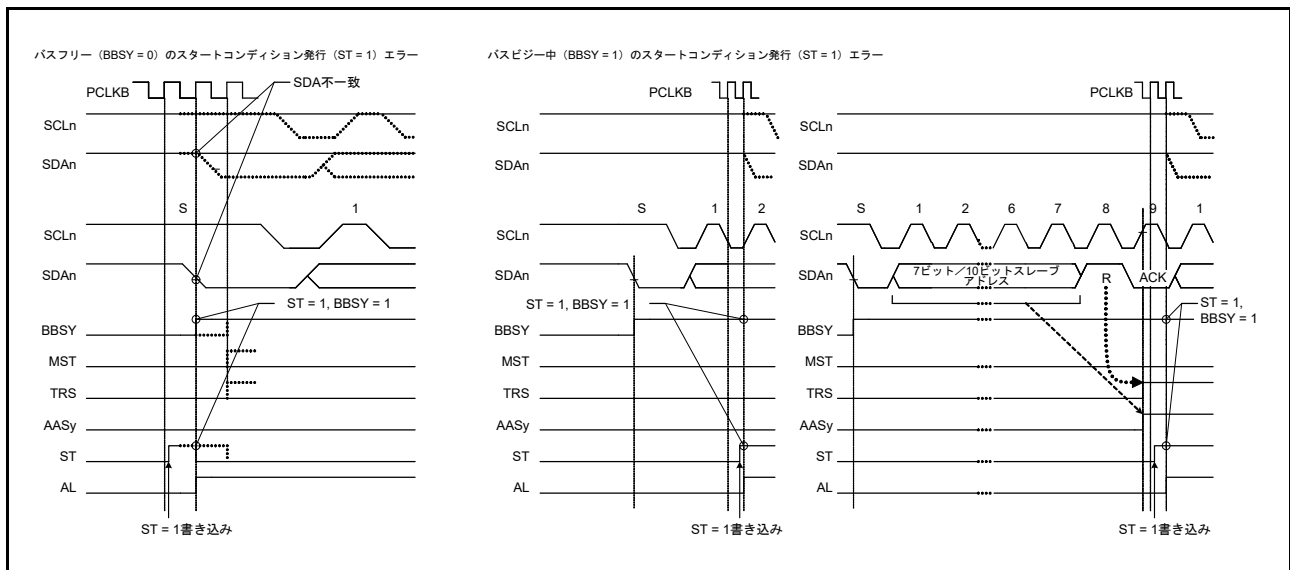 バスフリー（BBSY = 0）のスタートコンディション発行（ST = 1）エラー
PCLKB
SDA不一致
SCLn
SDAn
S 1
SCLn
SDAn
ST = 1, BBSY = 1
BBSY
MST
TRS
AASy
ST
AL
ST = 1書き込み
バスビジー中（BBSY = 1）のスタートコンディション発行（ST = 1）エラー
PCLKB
SCLn
SDAn
S 1 2
SCLn
SDAn
ST = 1, BBSY = 1
BBSY
MST
TRS
AASy
ST
AL
ST = 1書き込み
PCLKB
SCLn
SDAn
S 1 2 6 7 8 9 1
SCLn
SDAn
7ビット／10ビットスレーブ
アドレス
R
ACK
ST = 1,
BBSY = 1
BBSY
MST
TRS
AASy
ST
AL
ST = 1書き込み